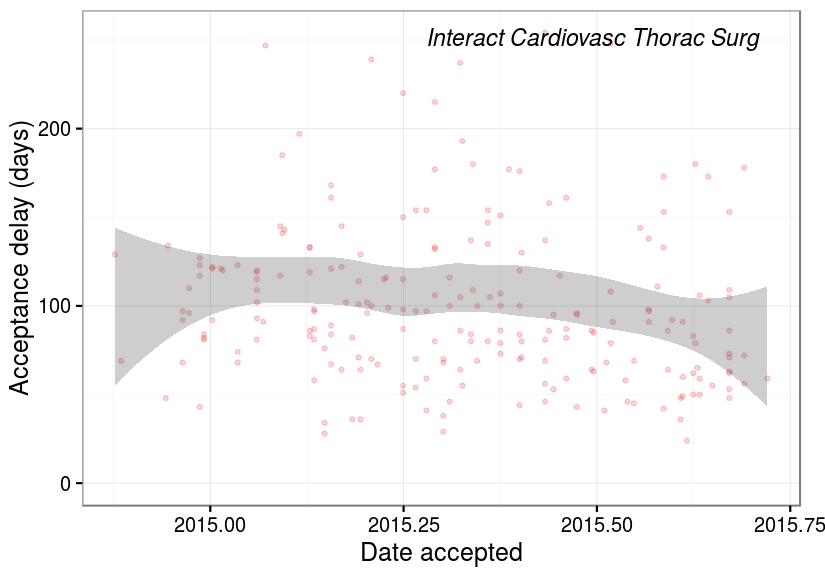 Interact Cardiovasc Thorac Surg
Acceptance delay (days)
200
100
0
2015.00 2015.25 2015.50 2015.75
Date accepted